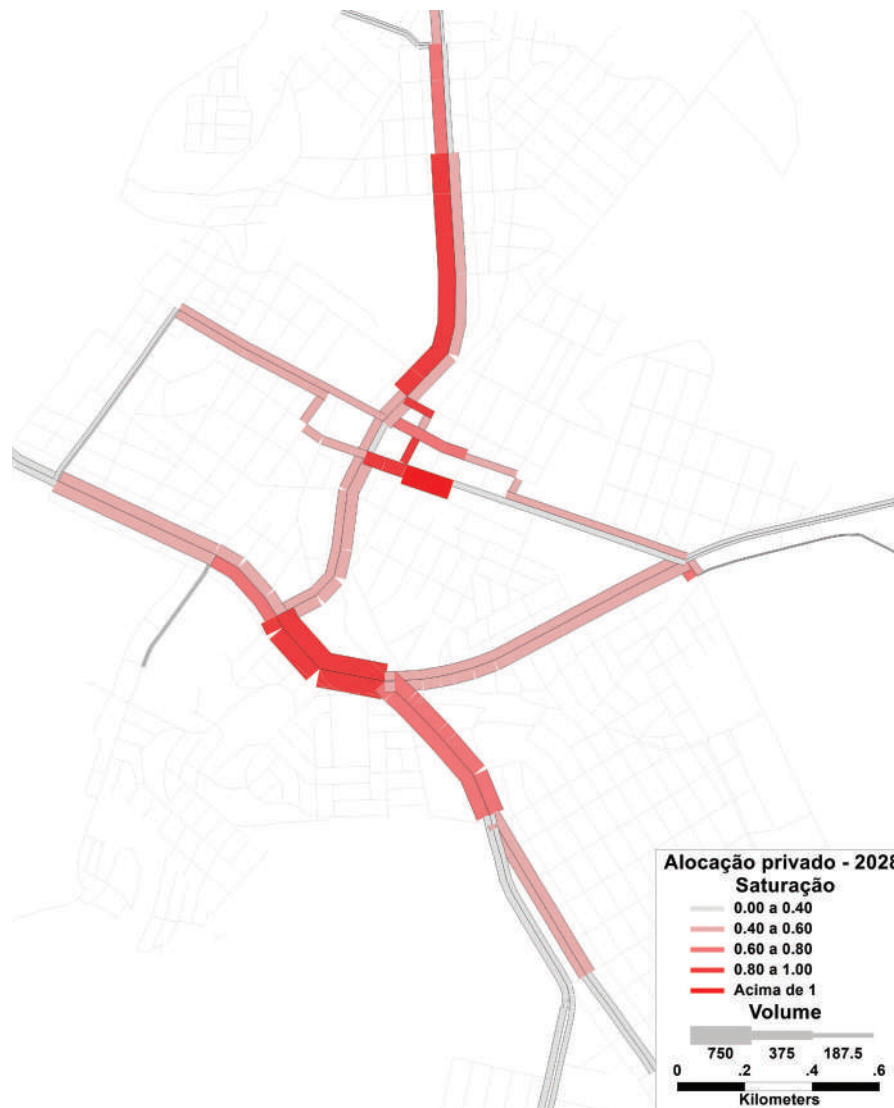 Alocação privado - 2028
Saturação
0.00 a 0.40
0.40 a 0.60
0.60 a 0.80
0.80 a 1.00
Acima de 1
Volume
750 375 187.5
0 .2 .4 .6
Kilometers